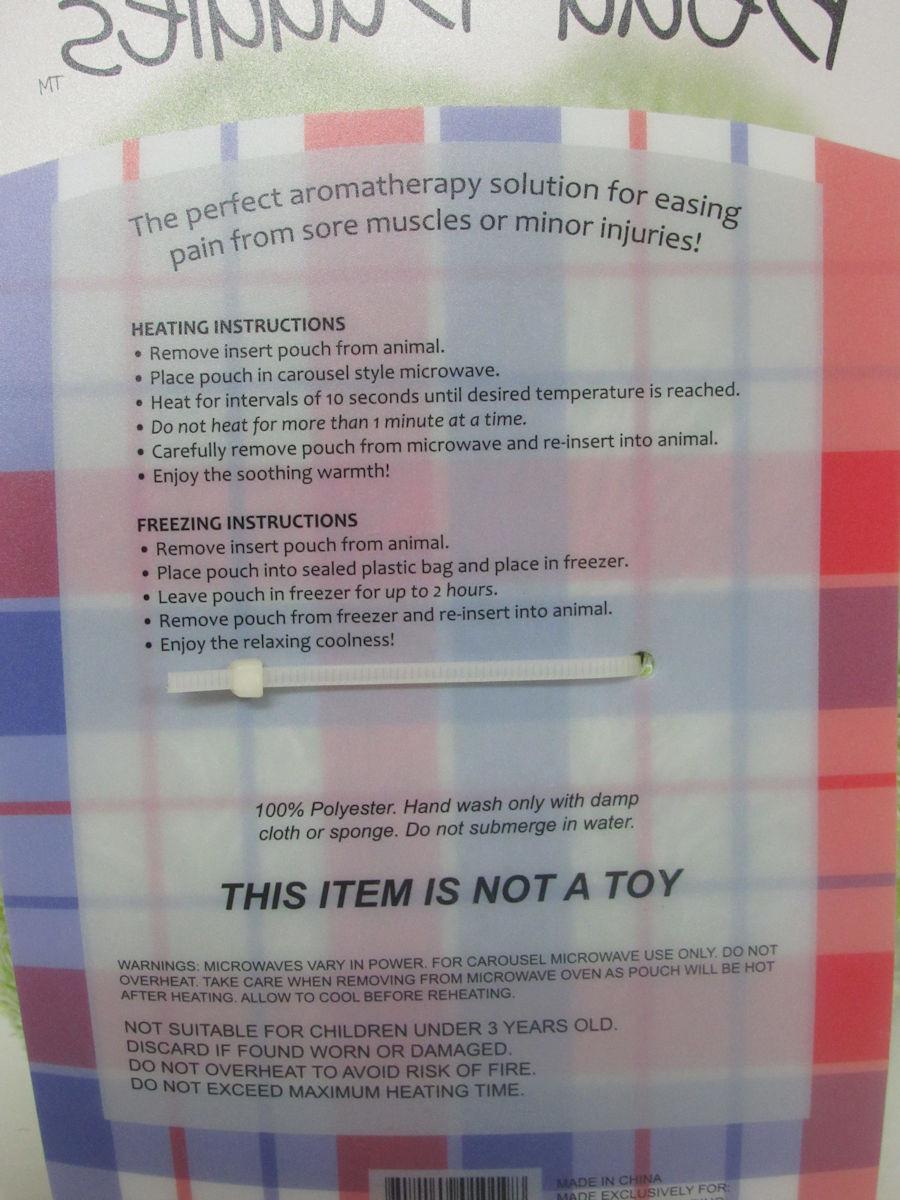 TM
The perfect aromatherapy solution for easing
pain from sore muscles or minor injuries!
HEATING INSTRUCTIONS
• Remove insert pouch from animal.
• Place pouch in carousel style microwave.
• Heat for intervals of 10 seconds until desired temperature is reached.
• Do not heat for more than 1 minute at a time.
• Carefully remove pouch from microwave and re-insert into animal.
• Enjoy the soothing warmth!
FREEZING INSTRUCTIONS
• Remove insert pouch from animal.
• Place pouch into sealed plastic bag and place in freezer.
• Leave pouch in freezer for up to 2 hours.
• Remove pouch from freezer and re-insert into animal.
• Enjoy the relaxing coolness!
100% Polyester. Hand wash only with damp
cloth or sponge. Do not submerge in water.
THIS ITEM IS NOT A TOY
WARNINGS: MICROWAVES VARY IN POWER. FOR CAROUSEL MICROWAVE USE ONLY. DO NOT
OVERHEAT. TAKE CARE WHEN REMOVING FROM MICROWAVE OVEN AS POUCH WILL BE HOT
AFTER HEATING. ALLOW TO COOL BEFORE REHEATING.
NOT SUITABLE FOR CHILDREN UNDER 3 YEARS OLD.
DISCARD IF FOUND WORN OR DAMAGED.
DO NOT OVERHEAT TO AVOID RISK OF FIRE.
DO NOT EXCEED MAXIMUM HEATING TIME.
MADE IN CHINA
MADE EXCLUSIVELY FOR: